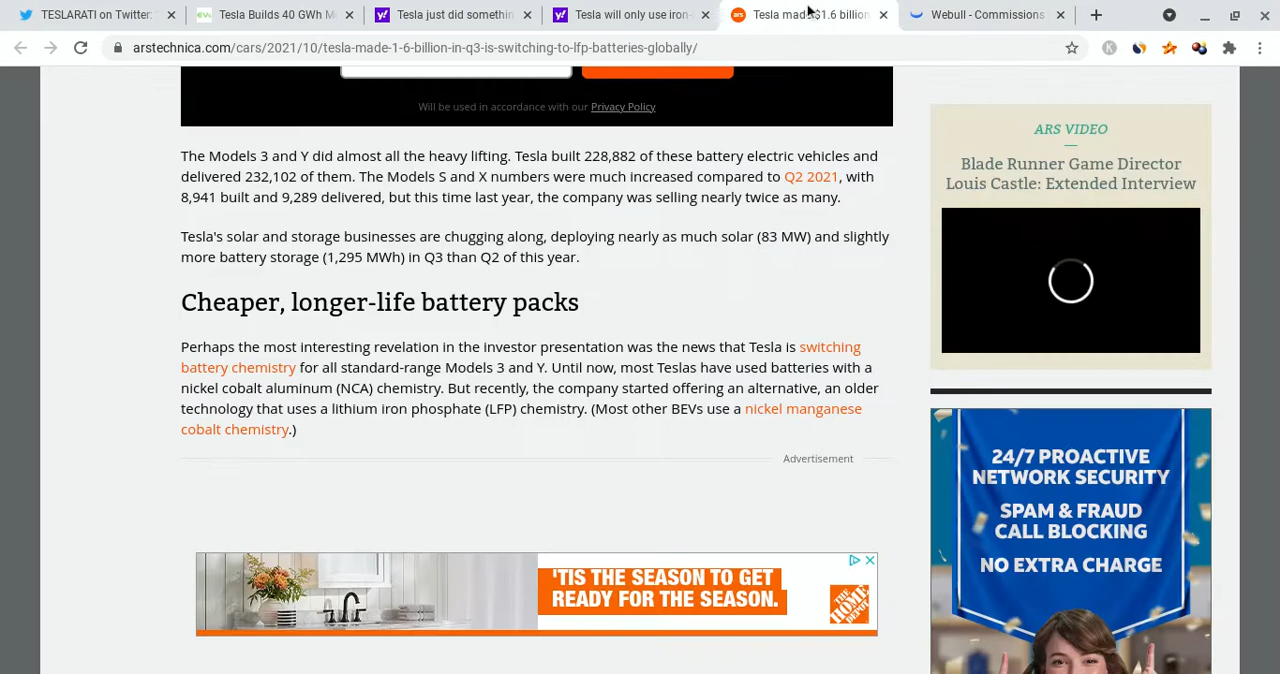 TESLARATI on Twitter:
Tesla Builds 40 GWh M
Tesla just did somethin
Tesla will only use iron-
Tesla made $1.6 billion
Webull - Commissions
arstechnica.com/cars/2021/10/tesla-made-1-6-billion-in-q3-is-switching-to-lfp-batteries-globally/
Will be used in accordance with our Privacy Policy
The Models 3 and Y did almost all the heavy lifting. Tesla built 228,882 of these battery electric vehicles and
delivered 232,102 of them. The Models S and X numbers were much increased compared to Q2 2021, with
8,941 built and 9,289 delivered, but this time last year, the company was selling nearly twice as many.
Tesla's solar and storage businesses are chugging along, deploying nearly as much solar (83 MW) and slightly
more battery storage (1,295 MWh) in Q3 than Q2 of this year.
Cheaper, longer-life battery packs
Perhaps the most interesting revelation in the investor presentation was the news that Tesla is switching
battery chemistry for all standard-range Models 3 and Y. Until now, most Teslas have used batteries with a
nickel cobalt aluminum (NCA) chemistry. But recently, the company started offering an alternative, an older
technology that uses a lithium iron phosphate (LFP) chemistry. (Most other BEVs use a nickel manganese
cobalt chemistry.)
Advertisement
'TIS THE SEASON TO GET
READY FOR THE SEASON.
THE HOME DEPOT
ARS VIDEO
Blade Runner Game Director
Louis Castle: Extended Interview
24/7 PROACTIVE
NETWORK SECURITY
SPAM & FRAUD
CALL BLOCKING
NO EXTRA CHARGE